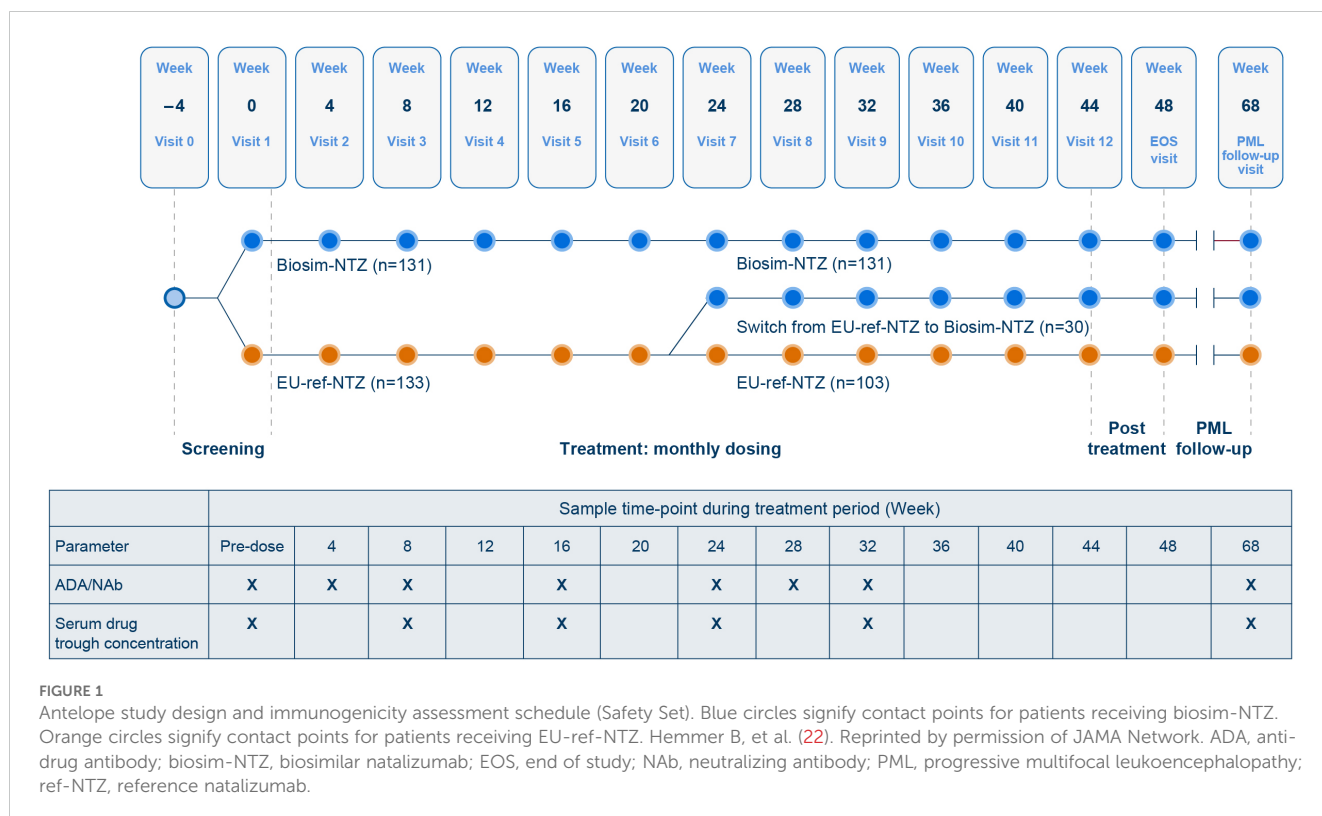 Week Week Week Week Week Week Week Week Week Week Week Week Week Week Week
–4 0 4 8 12 16 20 24 28 32 36 40 44 48 68
Visit 0 Visit 1 Visit 2 Visit 3 Visit 4 Visit 5 Visit 6 Visit 7 Visit 8 Visit 9 Visit 10 Visit 11 Visit 12 EOS visit PML follow-up visit
Biosim-NTZ (n=131) Biosim-NTZ (n=131)
Switch from EU-ref-NTZ to Biosim-NTZ (n=30)
EU-ref-NTZ (n=133) EU-ref-NTZ (n=103)
Screening Treatment: monthly dosing Post treatment PML follow-up
Sample time-point during treatment period (Week)
Parameter Pre-dose 4 8 12 16 20 24 28 32 36 40 44 48 68
ADA/NAb X X X X X X X X
Serum drug trough concentration X X X X X X
FIGURE 1
Antelope study design and immunogenicity assessment schedule (Safety Set). Blue circles signify contact points for patients receiving biosim-NTZ.
Orange circles signify contact points for patients receiving EU-ref-NTZ. Hemmer B, et al. (22). Reprinted by permission of JAMA Network. ADA, anti-
drug antibody; biosim-NTZ, biosimilar natalizumab; EOS, end of study; NAb, neutralizing antibody; PML, progressive multifocal leukoencephalopathy;
ref-NTZ, reference natalizumab.